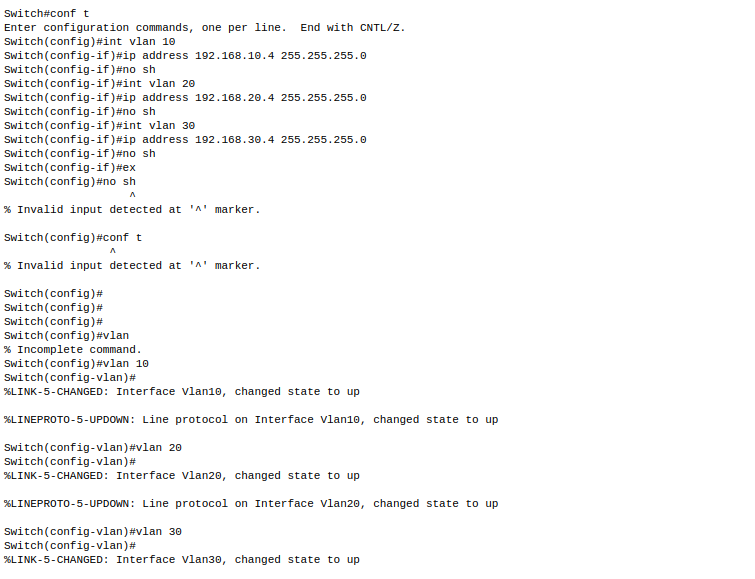 Switch#conf t
Enter configuration commands, one per line.  End with CNTL/Z.
Switch(config)#int vlan 10
Switch(config-if)#ip address 192.168.10.4 255.255.255.0
Switch(config-if)#no sh
Switch(config-if)#int vlan 20
Switch(config-if)#ip address 192.168.20.4 255.255.255.0
Switch(config-if)#no sh
Switch(config-if)#int vlan 30
Switch(config-if)#ip address 192.168.30.4 255.255.255.0
Switch(config-if)#no sh
Switch(config-if)#ex
Switch(config)#no sh
                   ^
% Invalid input detected at '^' marker.

Switch(config)#conf t
                ^
% Invalid input detected at '^' marker.

Switch(config)#
Switch(config)#
Switch(config)#
Switch(config)#vlan
% Incomplete command.
Switch(config)#vlan 10
Switch(config-vlan)#
%LINK-5-CHANGED: Interface Vlan10, changed state to up

%LINEPROTO-5-UPDOWN: Line protocol on Interface Vlan10, changed state to up

Switch(config-vlan)#vlan 20
Switch(config-vlan)#
%LINK-5-CHANGED: Interface Vlan20, changed state to up

%LINEPROTO-5-UPDOWN: Line protocol on Interface Vlan20, changed state to up

Switch(config-vlan)#vlan 30
Switch(config-vlan)#
%LINK-5-CHANGED: Interface Vlan30, changed state to up